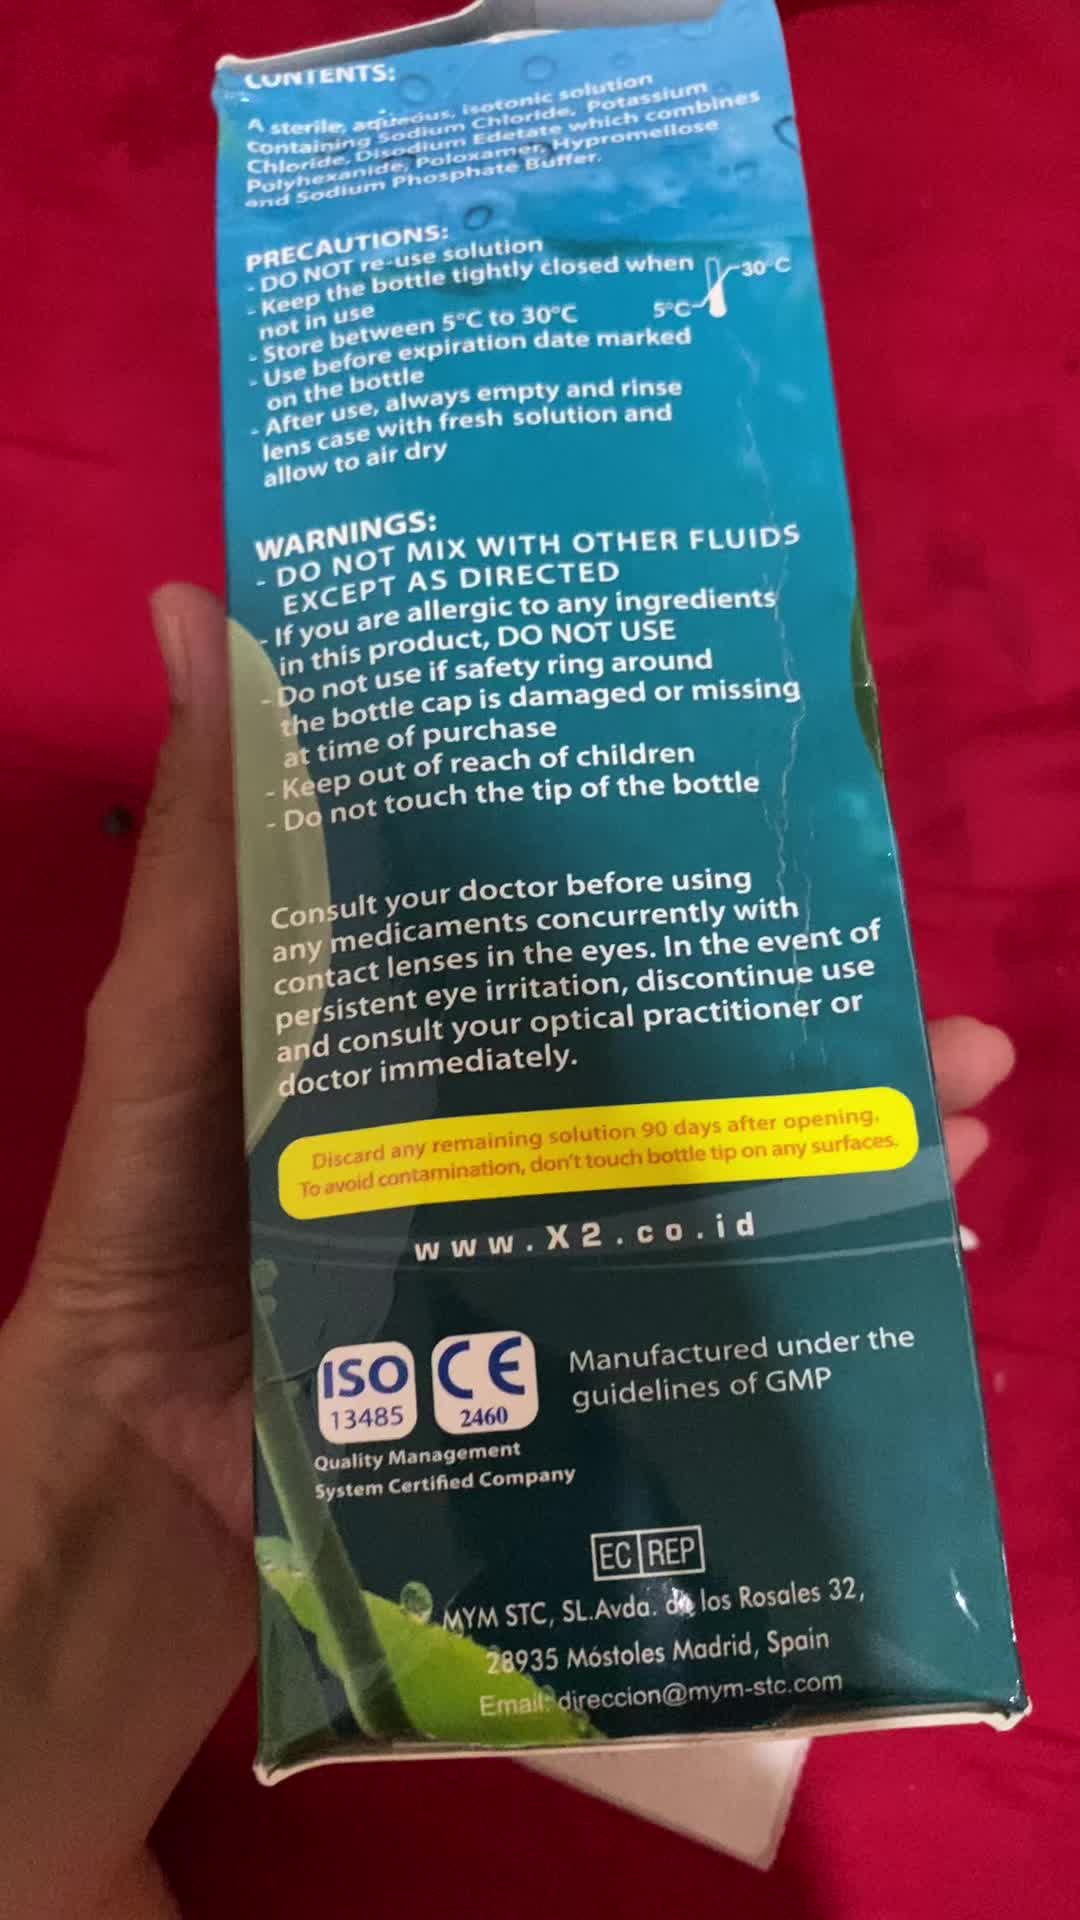 CONTENTS:
A sterile, aqueous, isotonic solution
containing Sodium Chloride, Potassium
Chloride, Disodium Edetate which combines
Polyhexanide, Poloxamer, Hypromellose
and Sodium Phosphate Buffer.
PRECAUTIONS:
- DO NOT re-use solution
- Keep the bottle tightly closed when
not in use
- Store between 5°C to 30°C
30°C
5°C
- Use before expiration date marked
on the bottle
- After use, always empty and rinse
lens case with fresh solution and
allow to air dry
WARNINGS:
- DO NOT MIX WITH OTHER FLUIDS
EXCEPT AS DIRECTED
- If you are allergic to any ingredients
in this product, DO NOT USE
- Do not use if safety ring around
the bottle cap is damaged or missing
at time of purchase
- Keep out of reach of children
- Do not touch the tip of the bottle
Consult your doctor before using
any medicaments concurrently with
contact lenses in the eyes. In the event of
persistent eye irritation, discontinue use
and consult your optical practitioner or
doctor immediately.
Discard any remaining solution 90 days after opening.
To avoid contamination, don't touch bottle tip on any surfaces.
www.X2.co.id
ISO
13485
CE
2460
Manufactured under the
guidelines of GMP
Quality Management
System Certified Company
EC REP
MYM STC, SL.Avda. de los Rosales 32,
28935 Móstoles Madrid, Spain
Email: direccion@mym-stc.com